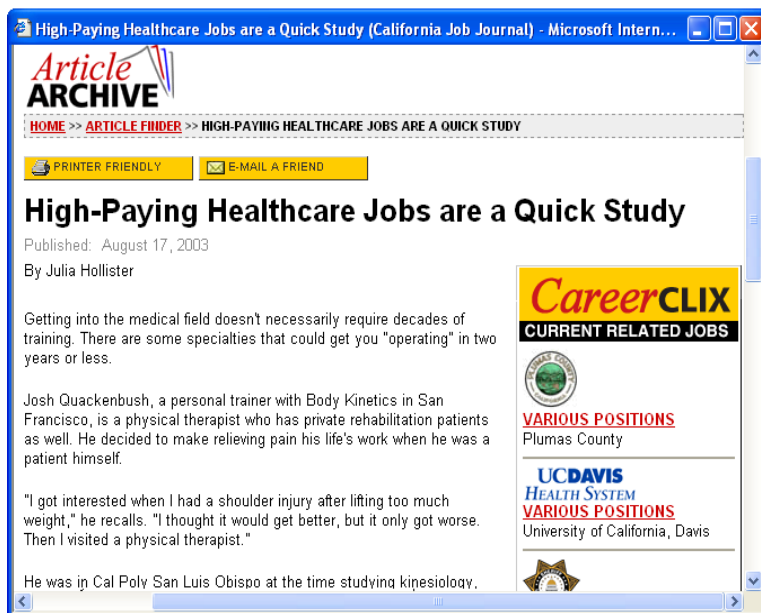 High-Paying Healthcare Jobs are a Quick Study (California Job Journal) - Microsoft Intern...
Article
ARCHIVE
HOME >> ARTICLE FINDER >> HIGH-PAYING HEALTHCARE JOBS ARE A QUICK STUDY
PRINTER FRIENDLY
E-MAIL A FRIEND
High-Paying Healthcare Jobs are a Quick Study
Published: August 17, 2003
By Julia Hollister
Getting into the medical field doesn't necessarily require decades of
training. There are some specialties that could get you "operating" in two
years or less.
Josh Quackenbush, a personal trainer with Body Kinetics in San
Francisco, is a physical therapist who has private rehabilitation patients
as well. He decided to make relieving pain his life's work when he was a
patient himself.
"I got interested when I had a shoulder injury after lifting too much
weight," he recalls. "I thought it would get better, but it only got worse.
Then I visited a physical therapist."
He was in Cal Poly San Luis Obispo at the time studying kinesiology,
CareerCLIX
CURRENT RELATED JOBS
PLUMAS COUNTY
CALIFORNIA
VARIOUS POSITIONS
Plumas County
UCDAVIS
HEALTH SYSTEM
VARIOUS POSITIONS
University of California, Davis